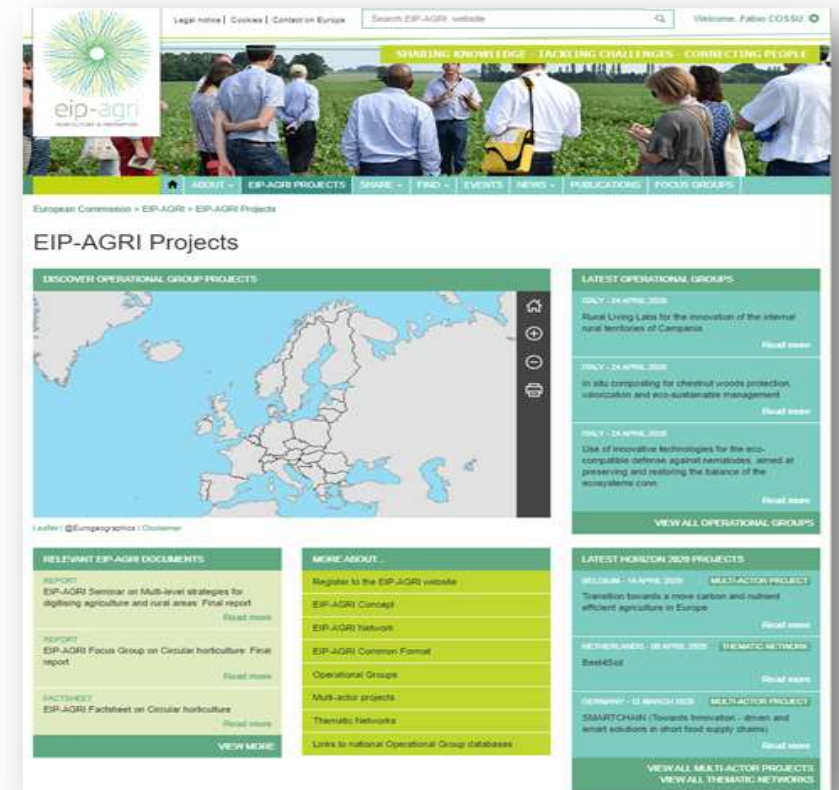 Legal notice | Cookies | Contact on Europa
Search EIP-AGRI website
Welcome, Fabio COSSU
SHARING KNOWLEDGE - TACKLING CHALLENGES - CONNECTING PEOPLE
eip-agri
AGRICULTURE & INNOVATION
ABOUT
EIP-AGRI PROJECTS
SHARE
FIND
EVENTS
NEWS
PUBLICATIONS
FOCUS GROUPS
European Commission > EIP-AGRI > EIP-AGRI Projects
EIP-AGRI Projects
DISCOVER OPERATIONAL GROUP PROJECTS
Leaflet | @Eurogeographics | Disclaimer
LATEST OPERATIONAL GROUPS
ITALY - 24 APRIL 2020
Rural Living Labs for the innovation of the internal
rural territories of Campania
Read more
ITALY - 24 APRIL 2020
In situ composting for chestnut woods protection,
valorization and eco-sustainable management
Read more
ITALY - 24 APRIL 2020
Use of innovative technologies for the eco-
compatible defense against nematodes, aimed at
preserving and restoring the balance of the
ecosystems conn
Read more
VIEW ALL OPERATIONAL GROUPS
RELEVANT EIP-AGRI DOCUMENTS
REPORT
EIP-AGRI Seminar on Multi-level strategies for
digitising agriculture and rural areas: Final report
Read more
REPORT
EIP-AGRI Focus Group on Circular horticulture: Final
report
Read more
FACTSHEET
EIP-AGRI Factsheet on Circular horticulture
Read more
VIEW MORE
MORE ABOUT...
Register to the EIP-AGRI website
EIP-AGRI Concept
EIP-AGRI Network
EIP-AGRI Common Format
Operational Groups
Multi-actor projects
Thematic Networks
Links to national Operational Group databases
LATEST HORIZON 2020 PROJECTS
BELGIUM - 14 APRIL 2020 MULTI-ACTOR PROJECT
Transition towards a more carbon and nutrient
efficient agriculture in Europe
Read more
NETHERLANDS - 08 APRIL 2020 THEMATIC NETWORK
Best4Soil
Read more
GERMANY - 12 MARCH 2020 MULTI-ACTOR PROJECT
SMARTCHAIN (Towards Innovation - driven and
smart solutions in short food supply chains)
Read more
VIEW ALL MULTI-ACTOR PROJECTS
VIEW ALL THEMATIC NETWORKS